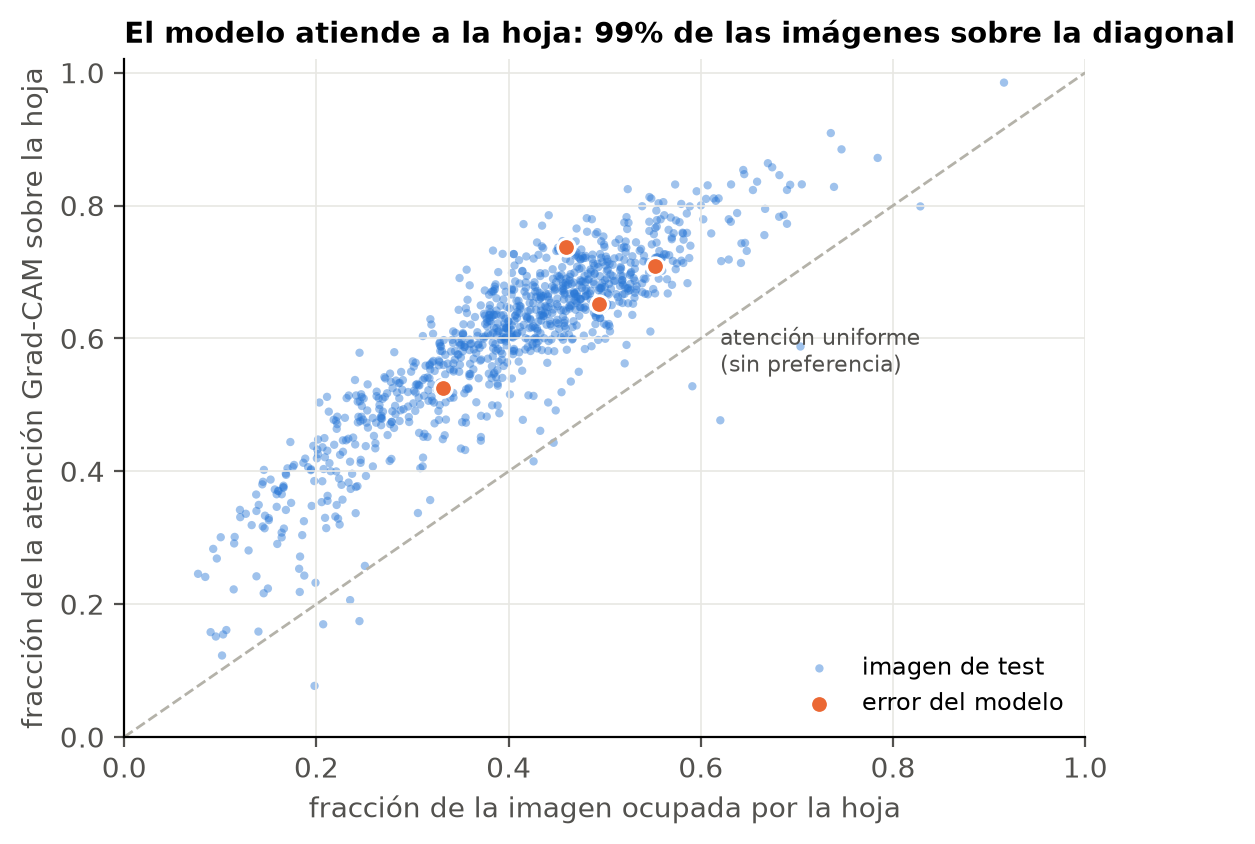 El modelo atiende a la hoja: 99% de las imágenes sobre la diagonal
fracción de la atención Grad-CAM sobre la hoja
1.0
0.8
0.6
0.4
0.2
0.0
atención uniforme
(sin preferencia)
imagen de test
error del modelo
0.0 0.2 0.4 0.6 0.8 1.0
fracción de la imagen ocupada por la hoja